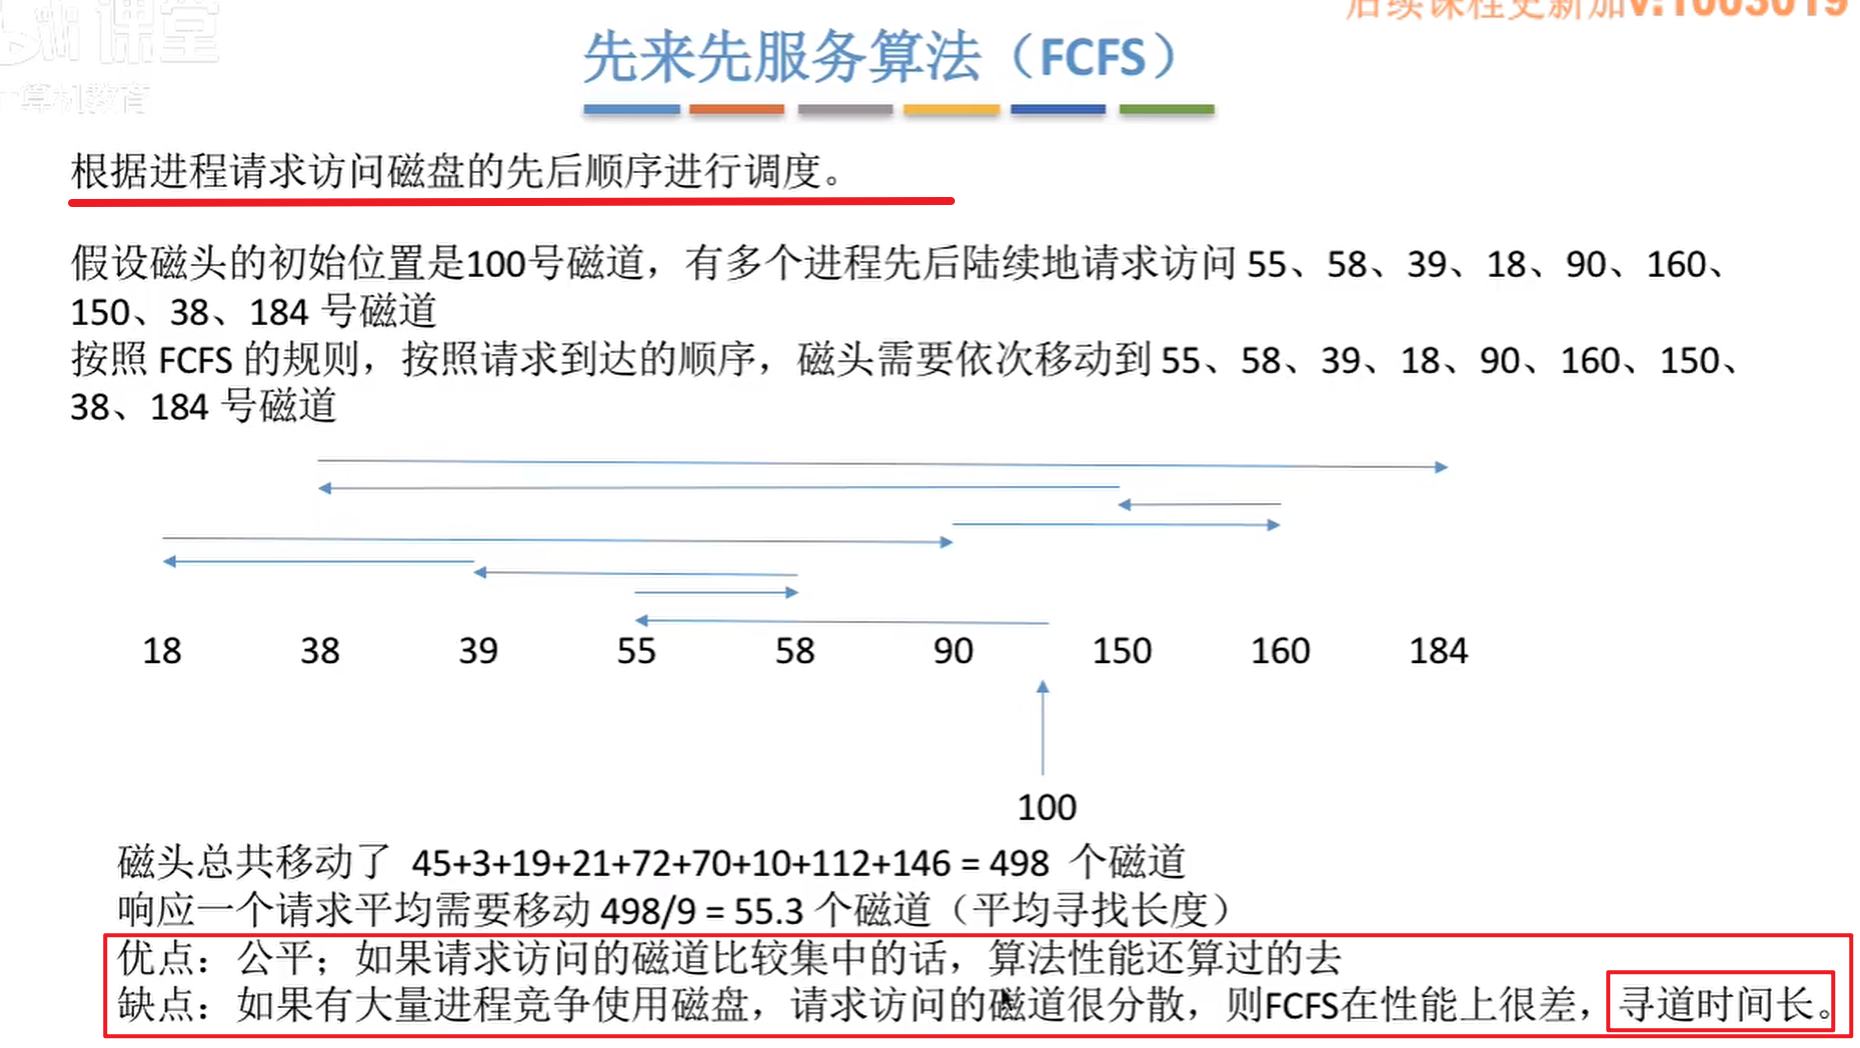 课堂
算机教育
后续课程更新加v:1003019
先来先服务算法（FCFS）
根据进程请求访问磁盘的先后顺序进行调度。
假设磁头的初始位置是100号磁道，有多个进程先后陆续地请求访问 55、58、39、18、90、160、
150、38、184 号磁道
按照 FCFS 的规则，按照请求到达的顺序，磁头需要依次移动到 55、58、39、18、90、160、150、
38、184 号磁道
18 38 39 55 58 90 150 160 184
100
磁头总共移动了 45+3+19+21+72+70+10+112+146 = 498 个磁道
响应一个请求平均需要移动 498/9 = 55.3 个磁道（平均寻找长度）
优点：公平；如果请求访问的磁道比较集中的话，算法性能还算过的去
缺点：如果有大量进程竞争使用磁盘，请求访问的磁道很分散，则FCFS在性能上很差，寻道时间长。